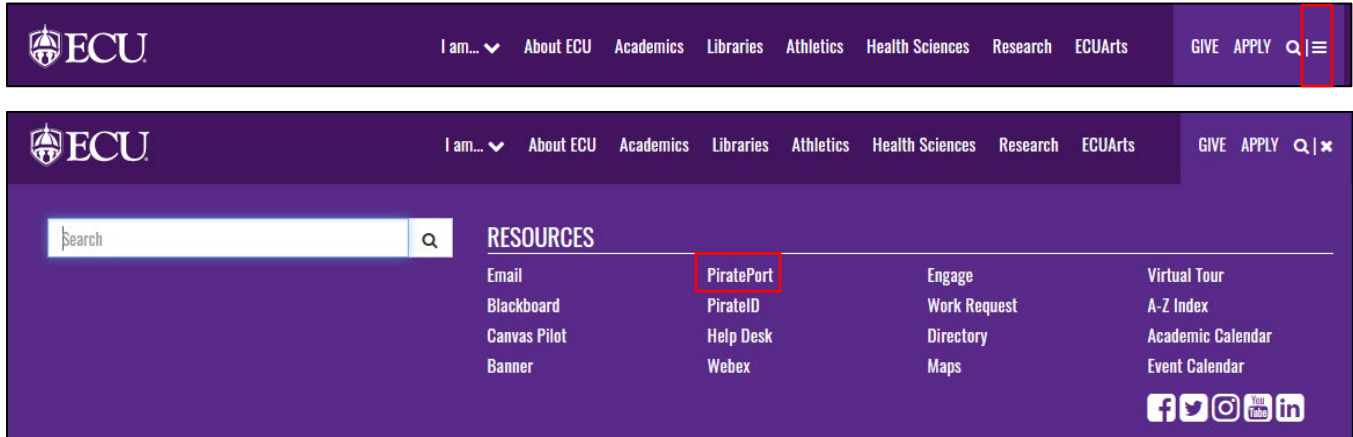 ECU
I am... About ECU Academics Libraries Athletics Health Sciences Research ECUArts GIVE APPLY
ECU
I am... About ECU Academics Libraries Athletics Health Sciences Research ECUArts GIVE APPLY
Search
RESOURCES
Email PiratePort Engage Virtual Tour
Blackboard PirateID Work Request A-Z Index
Canvas Pilot Help Desk Directory Academic Calendar
Banner Webex Maps Event Calendar
You
Tube
in